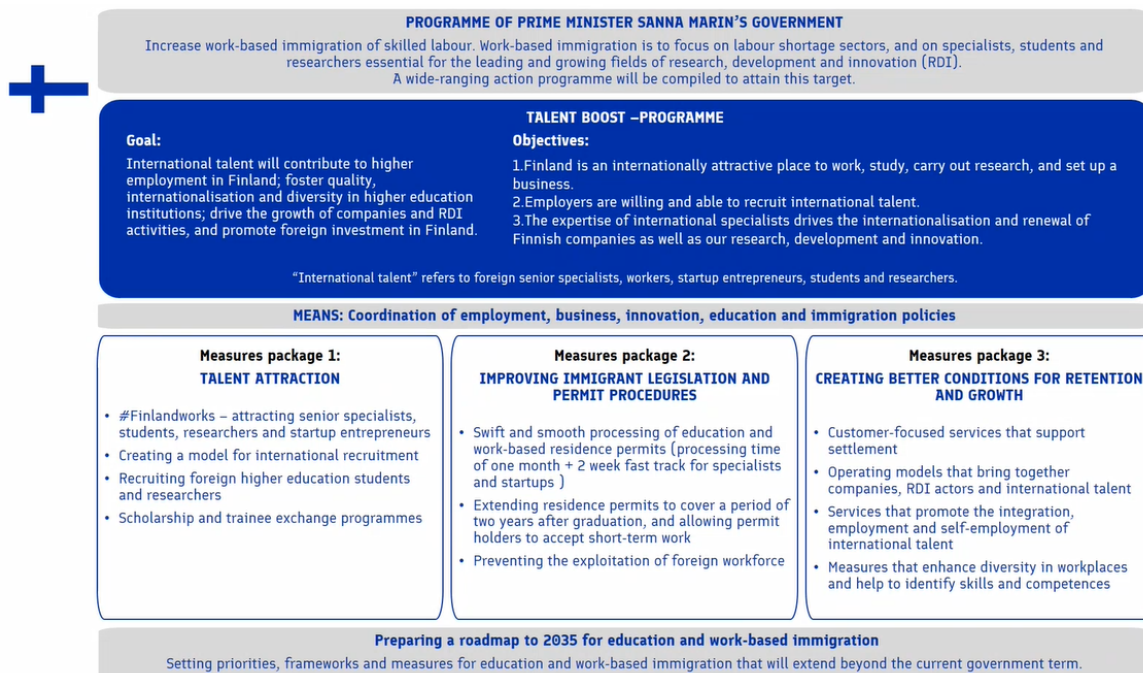 PROGRAMME OF PRIME MINISTER SANNA MARIN'S GOVERNMENT
Increase work-based immigration of skilled labour. Work-based immigration is to focus on labour shortage sectors, and on specialists, students and
researchers essential for the leading and growing fields of research, development and innovation (RDI).
A wide-ranging action programme will be compiled to attain this target.
TALENT BOOST –PROGRAMME
Goal:
International talent will contribute to higher
employment in Finland; foster quality,
internationalisation and diversity in higher education
institutions; drive the growth of companies and RDI
activities, and promote foreign investment in Finland.
Objectives:
1.Finland is an internationally attractive place to work, study, carry out research, and set up a
business.
2.Employers are willing and able to recruit international talent.
3.The expertise of international specialists drives the internationalisation and renewal of
Finnish companies as well as our research, development and innovation.
“International talent” refers to foreign senior specialists, workers, startup entrepreneurs, students and researchers.
MEANS: Coordination of employment, business, innovation, education and immigration policies
Measures package 1:
TALENT ATTRACTION
• #Finlandworks – attracting senior specialists,
students, researchers and startup entrepreneurs
• Creating a model for international recruitment
• Recruiting foreign higher education students
and researchers
• Scholarship and trainee exchange programmes
Measures package 2:
IMPROVING IMMIGRANT LEGISLATION AND
PERMIT PROCEDURES
• Swift and smooth processing of education and
work-based residence permits (processing time
of one month + 2 week fast track for specialists
and startups )
• Extending residence permits to cover a period of
two years after graduation, and allowing permit
holders to accept short-term work
• Preventing the exploitation of foreign workforce
Measures package 3:
CREATING BETTER CONDITIONS FOR RETENTION
AND GROWTH
• Customer-focused services that support
settlement
• Operating models that bring together
companies, RDI actors and international talent
• Services that promote the integration,
employment and self-employment of
international talent
• Measures that enhance diversity in workplaces
and help to identify skills and competences
Preparing a roadmap to 2035 for education and work-based immigration
Setting priorities, frameworks and measures for education and work-based immigration that will extend beyond the current government term.